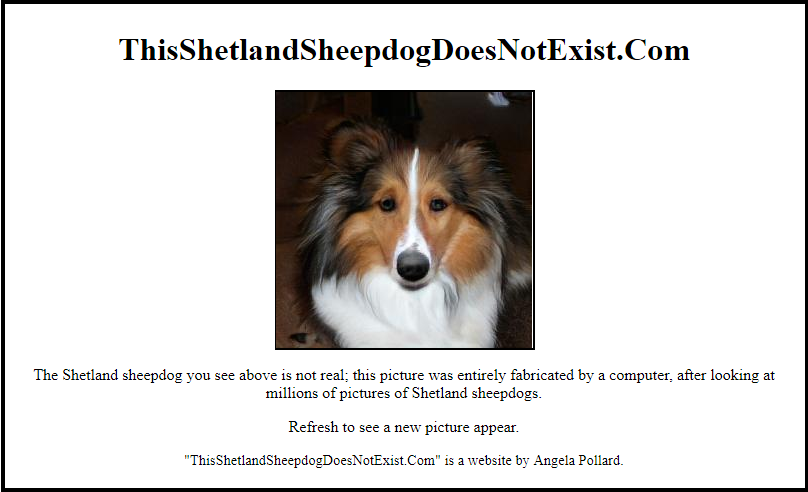 ThisShetlandSheepdogDoesNotExist.Com
The Shetland sheepdog you see above is not real; this picture was entirely fabricated by a computer, after looking at
millions of pictures of Shetland sheepdogs.
Refresh to see a new picture appear.
"ThisShetlandSheepdogDoesNotExist.Com" is a website by Angela Pollard.